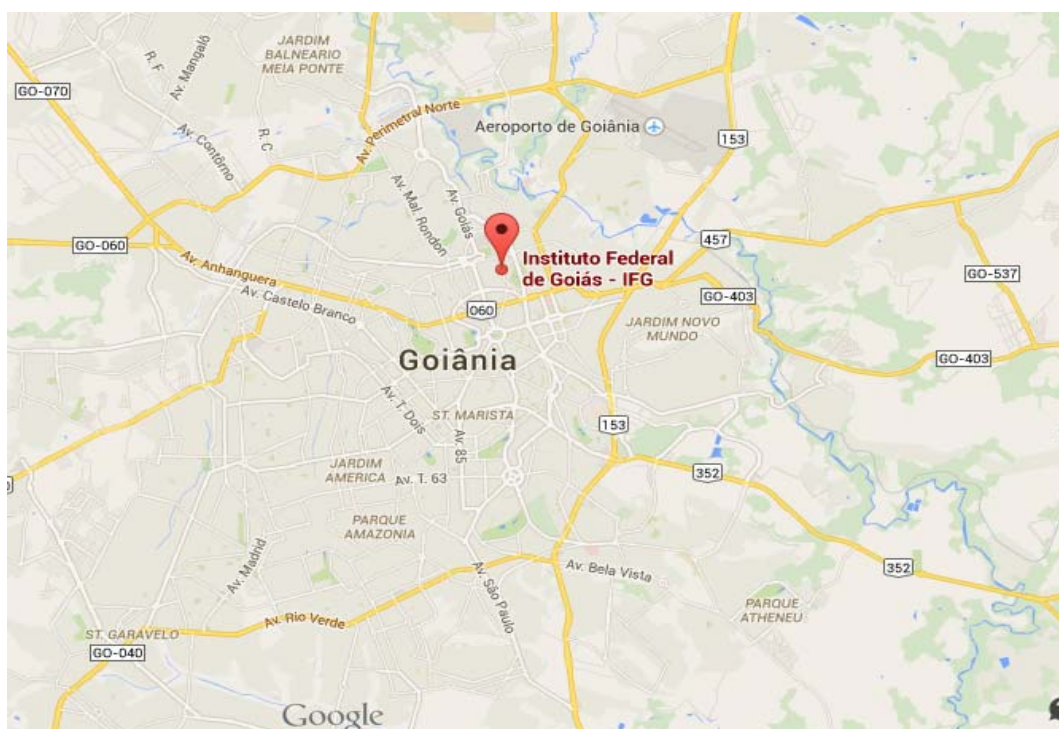 JARDIM
BALNEARIO
MEIA PONTE
R. F
Av. Mangalô
GO-070
R. C
Av. Contôrno
Av. Perimetral Norte
Aeroporto de Goiânia
153
Av. Mal. Rondon
Av. Goiás
GO-060
457
Av. Anhanguera
Instituto Federal
de Goiás - IFG
GO-537
Av. Castelo Branco
060
GO-403
JARDIM NOVO
MUNDO
GO-403
Goiânia
Av. T. Dois
ST. MARISTA
153
Av. 85
JARDIM
AMERICA
Av. T. 63
352
PARQUE
AMAZONIA
Av. Madrid
Av. Bela Vista
352
Av. São Paulo
PARQUE
ATHENEU
Av. Rio Verde
ST. GARAVELO
GO-040
Google